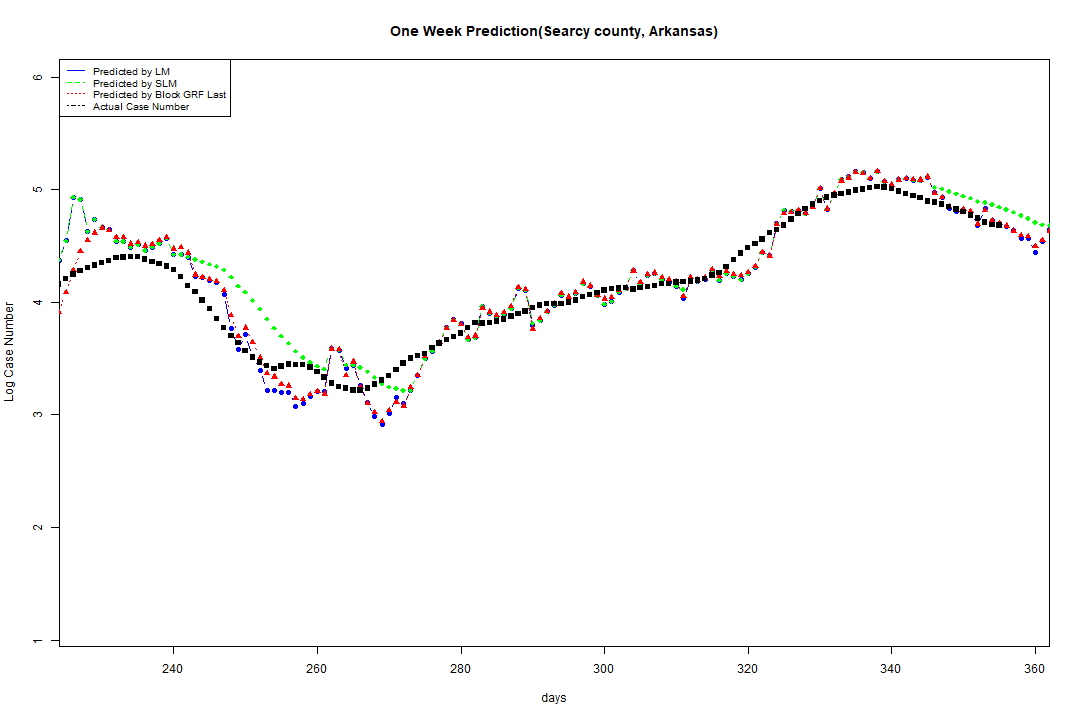 One Week Prediction(Searcy county, Arkansas)
Predicted by LM
Predicted by SLM
Predicted by Block GRF Last
Actual Case Number
Log Case Number
6
5
4
3
2
1
240
260
280
300
320
340
360
days